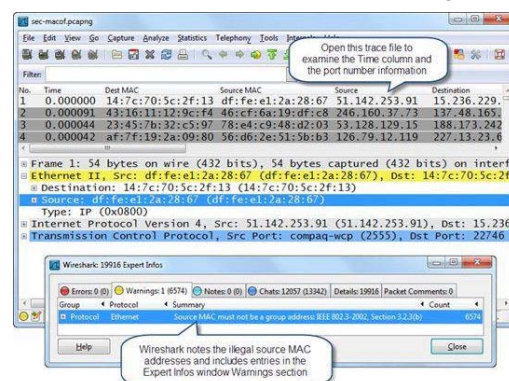 sec-macof.pcapng
File Edit View Go Capture Analyze Statistics Telephony Tools Internals Help
Open this trace file to examine the Time column and the port number information
Filter:
No. Time Dest MAC Source MAC Source Destination
1 0.000000 14:7c:70:5c:2f:13 df:fe:e1:2a:28:67 51.142.253.91 15.236.229.
2 0.000091 43:16:11:12:9c:f4 46:cf:6a:19:df:c8 246.160.37.73 137.48.165.
3 0.000044 23:45:7b:32:c5:97 78:e4:c9:48:d2:03 53.128.129.15 188.173.242
4 0.000042 af:7f:19:2a:09:80 56:d6:2e:51:5b:b3 126.79.12.119 227.13.23.6
Frame 1: 54 bytes on wire (432 bits), 54 bytes captured (432 bits) on interf
Ethernet II, Src: df:fe:e1:2a:28:67 (df:fe:e1:2a:28:67), Dst: 14:7c:70:5c:2f
Destination: 14:7c:70:5c:2f:13 (14:7c:70:5c:2f:13)
Source: df:fe:e1:2a:28:67 (df:fe:e1:2a:28:67)
Type: IP (0x0800)
Internet Protocol Version 4, Src: 51.142.253.91 (51.142.253.91), Dst: 15.236
Transmission Control Protocol, Src Port: compaq-wcp (2555), Dst Port: 22746
Wireshark: 19916 Expert Infos
Errors: 0 (0) Warnings: 1 (6574) Notes: 0 (0) Chats: 12057 (13342) Details: 19916 Packet Comments: 0
Group Protocol Summary Count
Protocol Ethernet Source MAC must not be a group address: IEEE 802.3-2002, Section 3.2.3(b) 6574
Help
Close
Wireshark notes the illegal source MAC addresses and includes entries in the Expert Infos window Warnings section